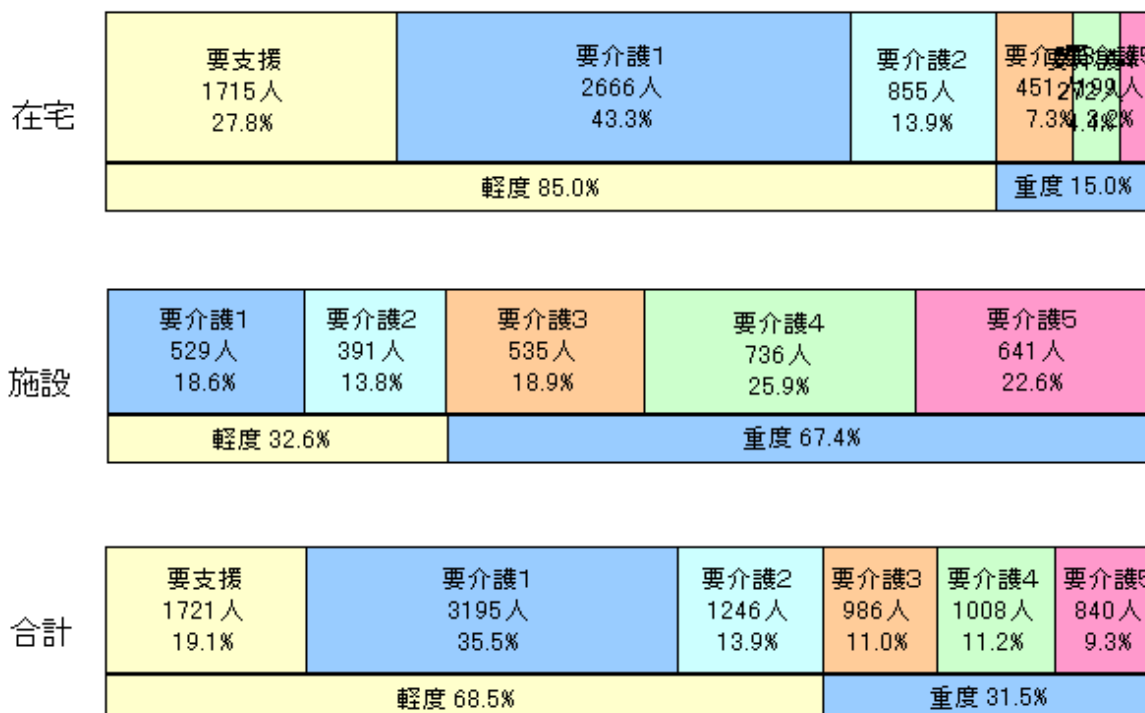 在宅
要支援
1715人
27.8%
要介護1
2666人
43.3%
要介護2
855人
13.9%
451
7.3%
軽度 85.0%
重度 15.0%
施設
要介護1
529人
18.6%
要介護2
391人
13.8%
要介護3
535人
18.9%
要介護4
736人
25.9%
要介護5
641人
22.6%
軽度 32.6%
重度 67.4%
合計
要支援
1721人
19.1%
要介護1
3195人
35.5%
要介護2
1246人
13.9%
要介護3
986人
11.0%
要介護4
1008人
11.2%
要介護5
840人
9.3%
軽度 68.5%
重度 31.5%